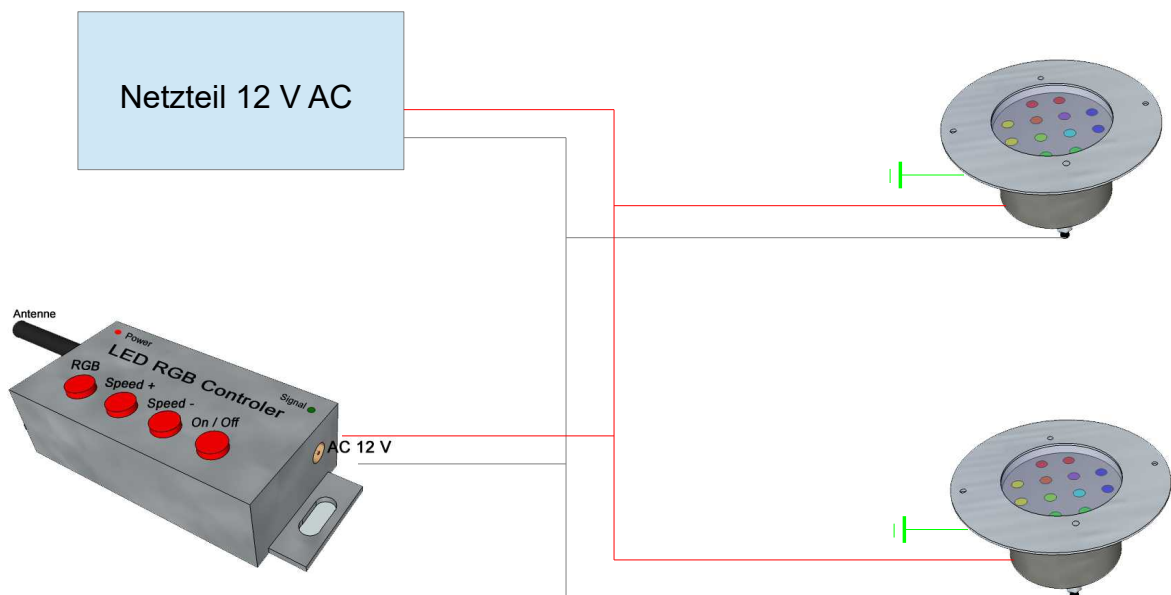 Netzteil 12 V AC
Antenne
Power
LED RGB Controler
Signal
RGB
Speed +
Speed -
On / Off
AC 12 V